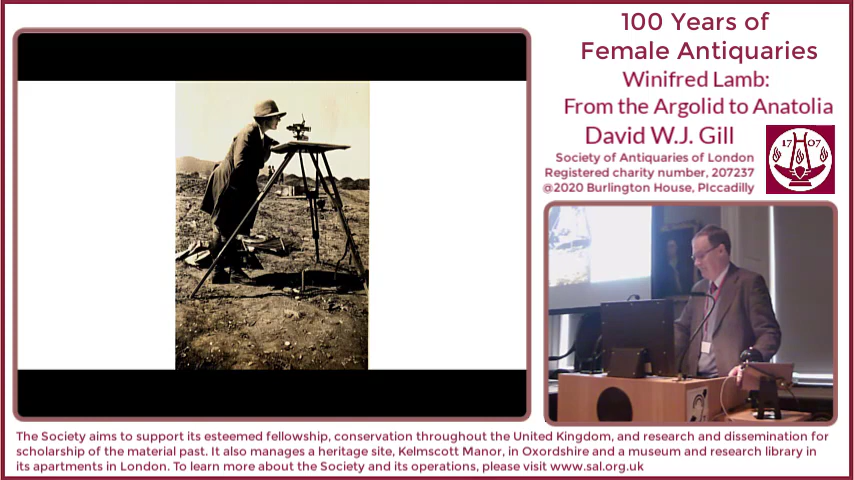 100 Years of
Female Antiquaries
Winifred Lamb:
From the Argolid to Anatolia
David W.J. Gill
Society of Antiquaries of London
Registered charity number, 207237
@2020 Burlington House, PIccadilly
17 07
The Society aims to support its esteemed fellowship, conservation throughout the United Kingdom, and research and dissemination for
scholarship of the material past. It also manages a heritage site, Kelmscott Manor, in Oxordshire and a museum and research library in
its apartments in London. To learn more about the Society and its operations, please visit www.sal.org.uk